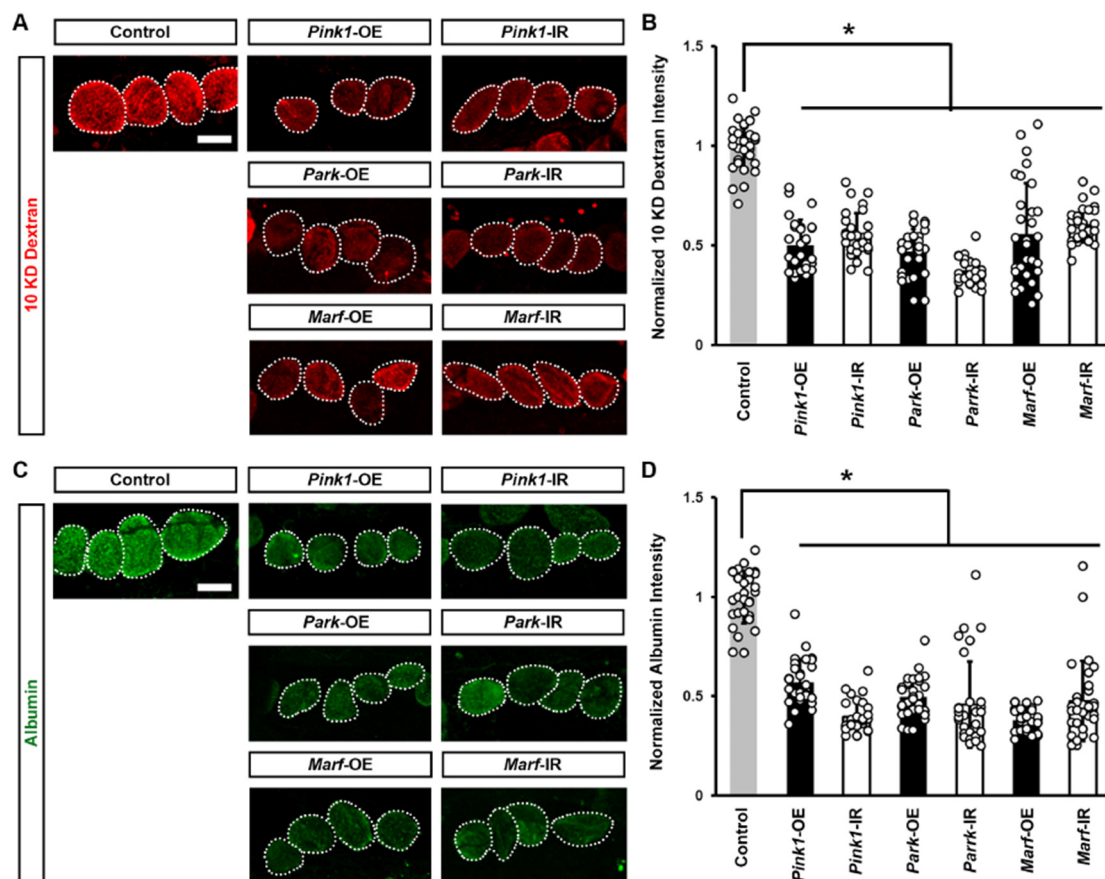 A
Control
Pink1-OE
Pink1-IR
10 KD Dextran
Park-OE
Park-IR
Marf-OE
Marf-IR
B
*
Normalized 10 KD Dextran Intensity
1.5
1
0.5
0
Control
Pink1-OE
Pink1-IR
Park-OE
Parrk-IR
Marf-OE
Marf-IR
C
Control
Pink1-OE
Pink1-IR
Albumin
Park-OE
Park-IR
Marf-OE
Marf-IR
D
*
Normalized Albumin Intensity
1.5
1
0.5
0
Control
Pink1-OE
Pink1-IR
Park-OE
Parrk-IR
Marf-OE
Marf-IR